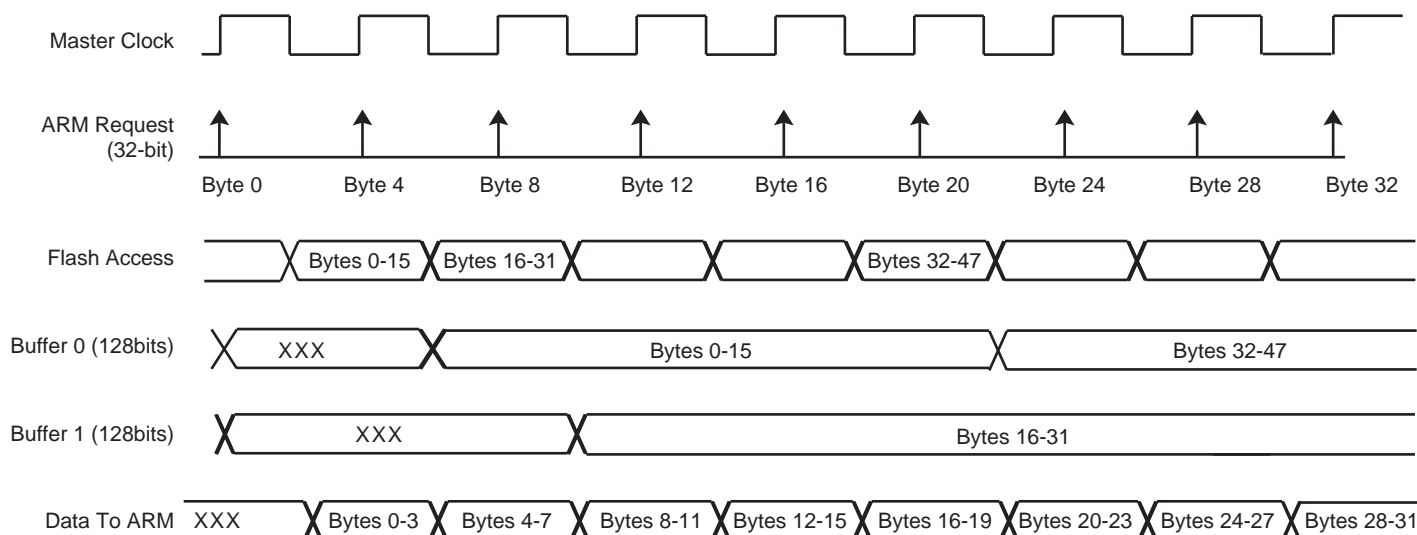 Master Clock
ARM Request
(32-bit)
Byte 0 Byte 4 Byte 8 Byte 12 Byte 16 Byte 20 Byte 24 Byte 28 Byte 32
Flash Access Bytes 0-15 Bytes 16-31 Bytes 32-47
Buffer 0 (128bits) XXX Bytes 0-15 Bytes 32-47
Buffer 1 (128bits) XXX Bytes 16-31
Data To ARM XXX Bytes 0-3 Bytes 4-7 Bytes 8-11 Bytes 12-15 Bytes 16-19 Bytes 20-23 Bytes 24-27 Bytes 28-31